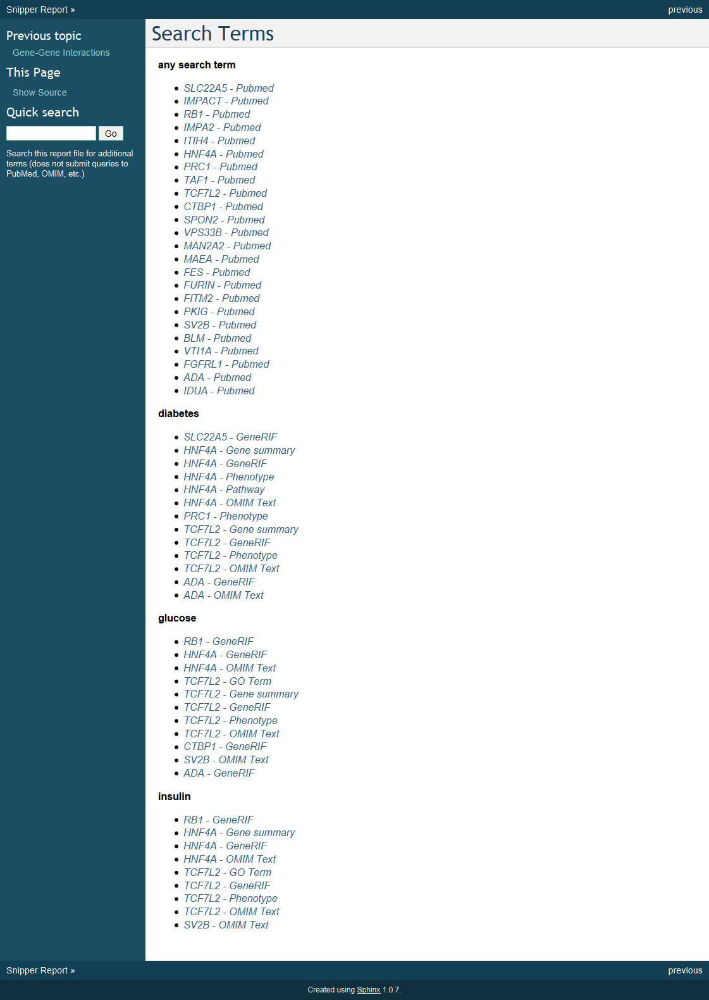 Snipper Report »
previous
Previous topic
Gene-Gene Interactions
This Page
Show Source
Quick search
Go
Search this report file for additional
terms (does not submit queries to
PubMed, OMIM, etc.)
Search Terms
any search term
SLC22A5 - Pubmed
IMPACT - Pubmed
RB1 - Pubmed
IMPA2 - Pubmed
ITIH4 - Pubmed
HNF4A - Pubmed
PRC1 - Pubmed
TAF1 - Pubmed
TCF7L2 - Pubmed
CTBP1 - Pubmed
SPON2 - Pubmed
VPS33B - Pubmed
MAN2A2 - Pubmed
MAEA - Pubmed
FES - Pubmed
FURIN - Pubmed
FITM2 - Pubmed
PKIG - Pubmed
SV2B - Pubmed
BLM - Pubmed
VTI1A - Pubmed
FGFRL1 - Pubmed
ADA - Pubmed
IDUA - Pubmed
diabetes
SLC22A5 - GeneRIF
HNF4A - Gene summary
HNF4A - GeneRIF
HNF4A - Phenotype
HNF4A - Pathway
HNF4A - OMIM Text
PRC1 - Phenotype
TCF7L2 - Gene summary
TCF7L2 - GeneRIF
TCF7L2 - Phenotype
TCF7L2 - OMIM Text
ADA - GeneRIF
ADA - OMIM Text
glucose
RB1 - GeneRIF
HNF4A - GeneRIF
HNF4A - OMIM Text
TCF7L2 - GO Term
TCF7L2 - Gene summary
TCF7L2 - GeneRIF
TCF7L2 - Phenotype
TCF7L2 - OMIM Text
CTBP1 - GeneRIF
SV2B - OMIM Text
ADA - GeneRIF
insulin
RB1 - GeneRIF
HNF4A - Gene summary
HNF4A - GeneRIF
HNF4A - OMIM Text
TCF7L2 - GO Term
TCF7L2 - GeneRIF
TCF7L2 - Phenotype
TCF7L2 - OMIM Text
SV2B - OMIM Text
Snipper Report »
previous
Created using Sphinx 1.0.7.